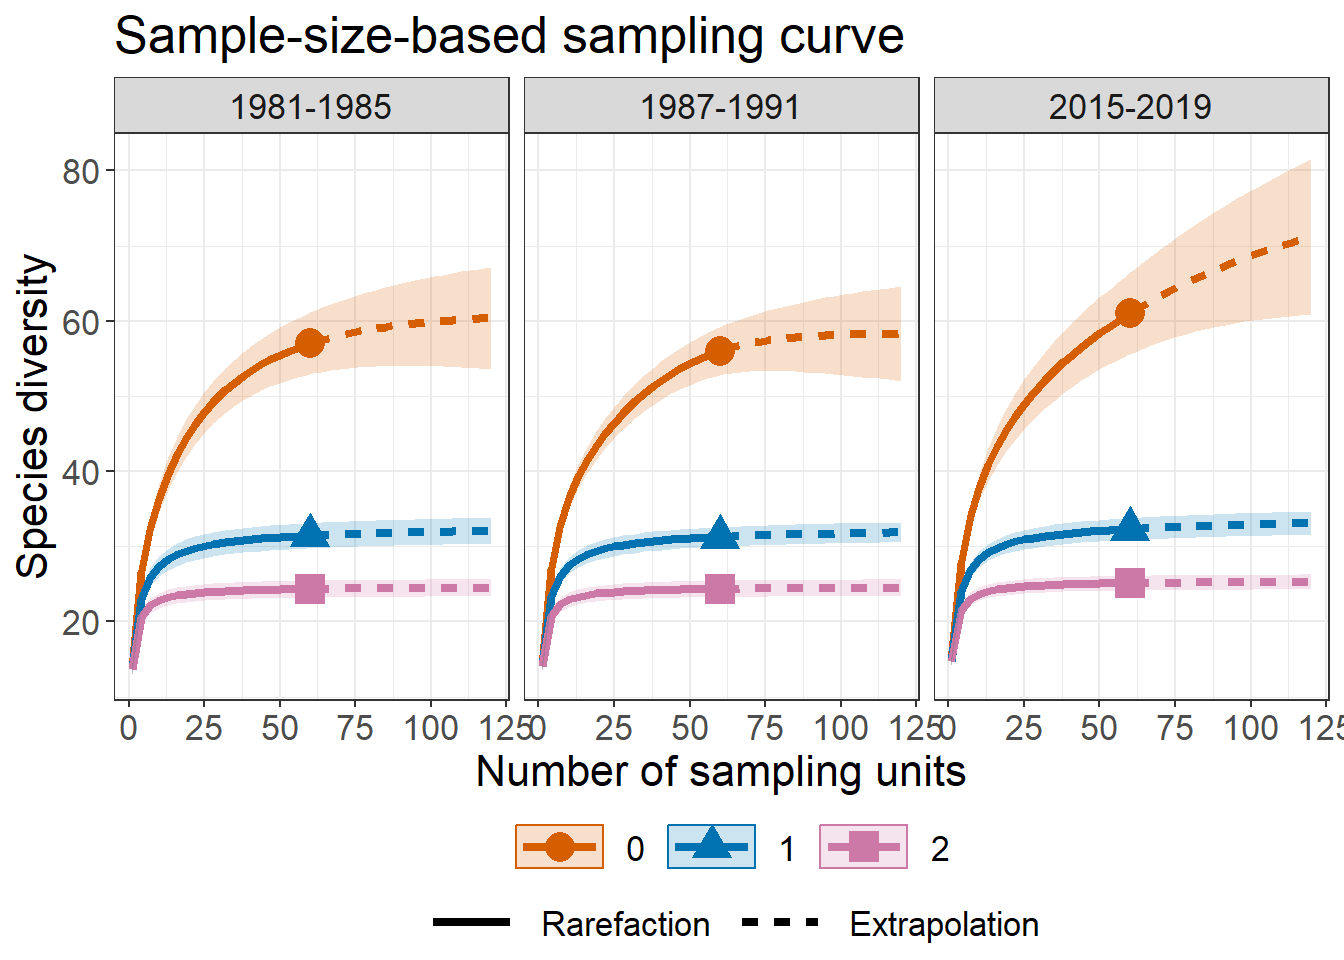 Sample-size-based sampling curve
1981-1985 1987-1991 2015-2019
Species diversity
80
60
40
20
0 25 50 75 100 125 0 25 50 75 100 125 0 25 50 75 100 125
Number of sampling units
0 1 2
Rarefaction Extrapolation